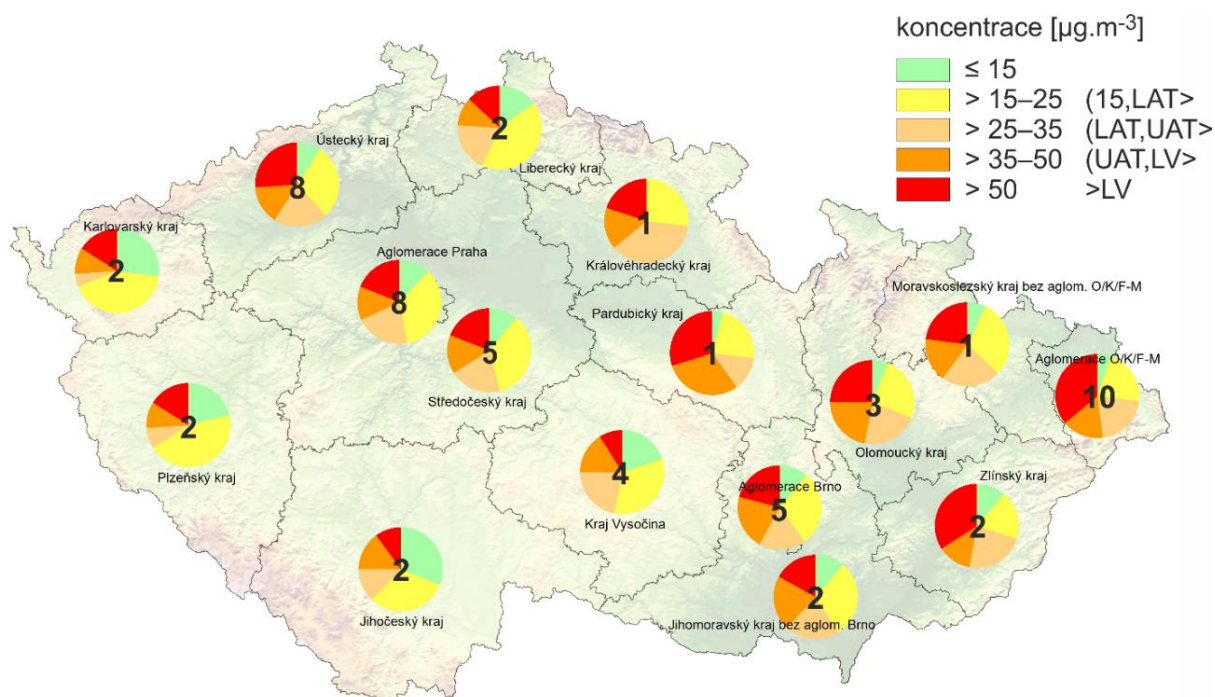 koncentrace [µg.m-3]
≤ 15
> 15–25 (15,LAT>
> 25–35 (LAT,UAT>
> 35–50 (UAT,LV>
> 50 >LV
2
Liberecký kraj
Ústecký kraj
8
Karlovarský kraj
2
1
Královéhradecký kraj
Aglomerace Praha
8
Moravskoslezský kraj bez aglom. O/K/F-M
1
Pardubický kraj
1
5
Středočeský kraj
Aglomerace O/K/F-M
10
3
Olomoucký kraj
2
Plzeňský kraj
4
Kraj Vysočina
Aglomerace Brno
5
Zlínský kraj
2
2
Jihočeský kraj
2
Jihomoravský kraj bez aglom. Brno